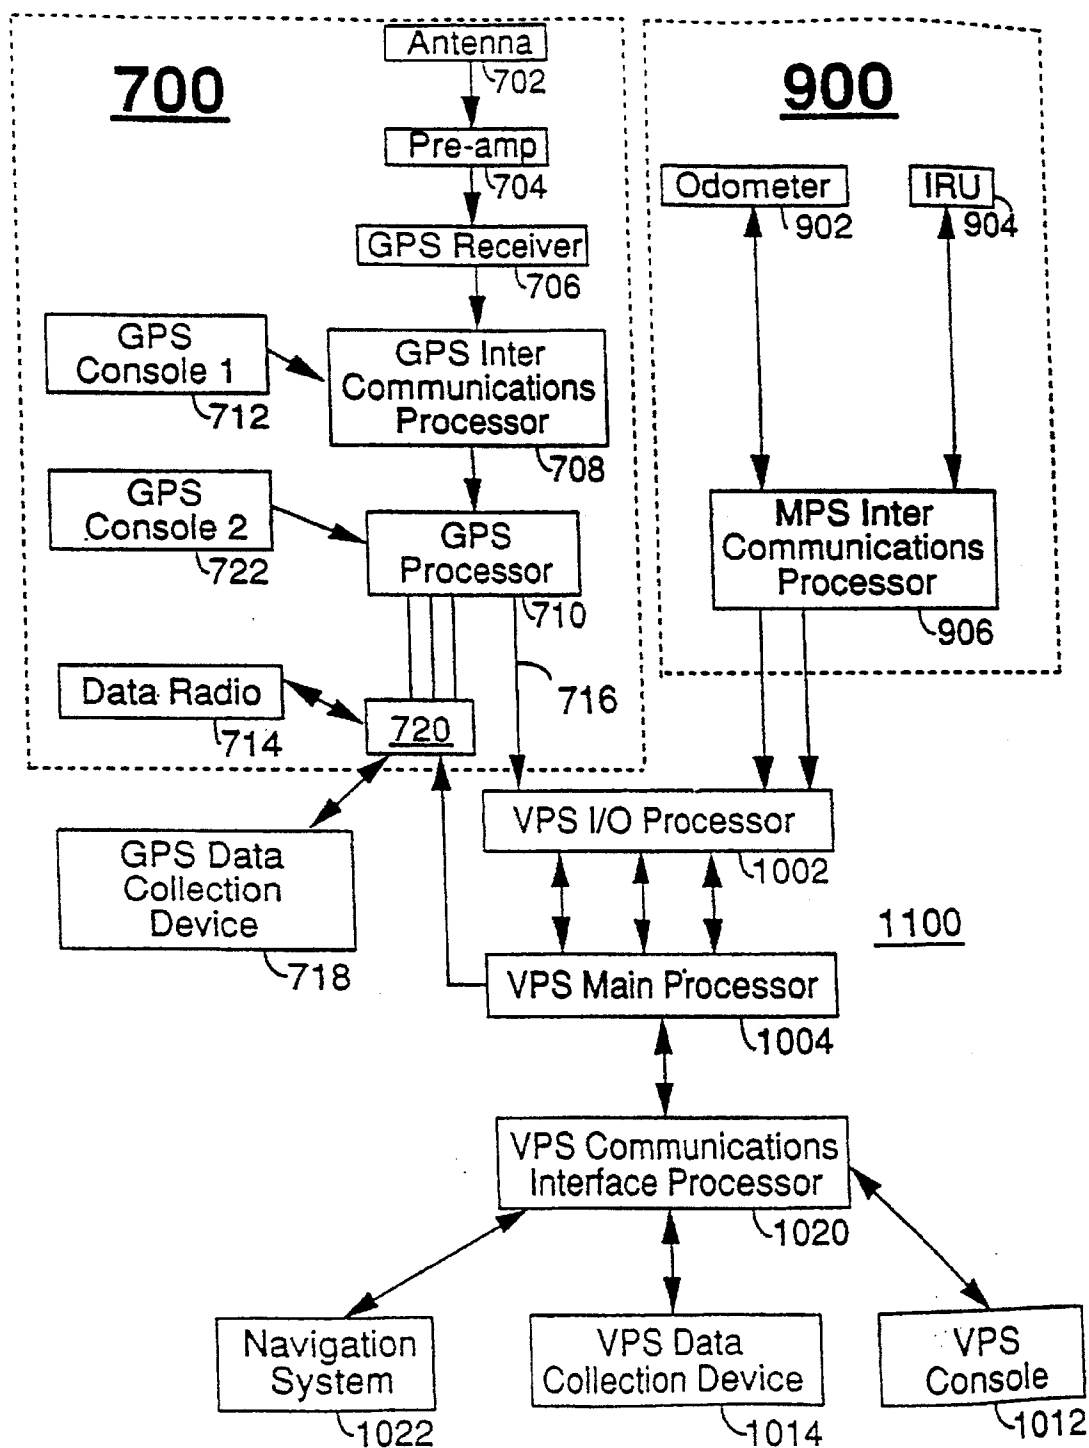 700
Antenna
702
Pre-amp
704
GPS Receiver
706
GPS
Console 1
712
GPS Inter
Communications
Processor
708
GPS
Console 2
722
GPS
Processor
710
Data Radio
714
720
716
GPS Data
Collection
Device
718
900
Odometer
902
IRU
904
MPS Inter
Communications
Processor
906
VPS I/O Processor
1002
1100
VPS Main Processor
1004
VPS Communications
Interface Processor
1020
Navigation
System
1022
VPS Data
Collection Device
1014
VPS
Console
1012